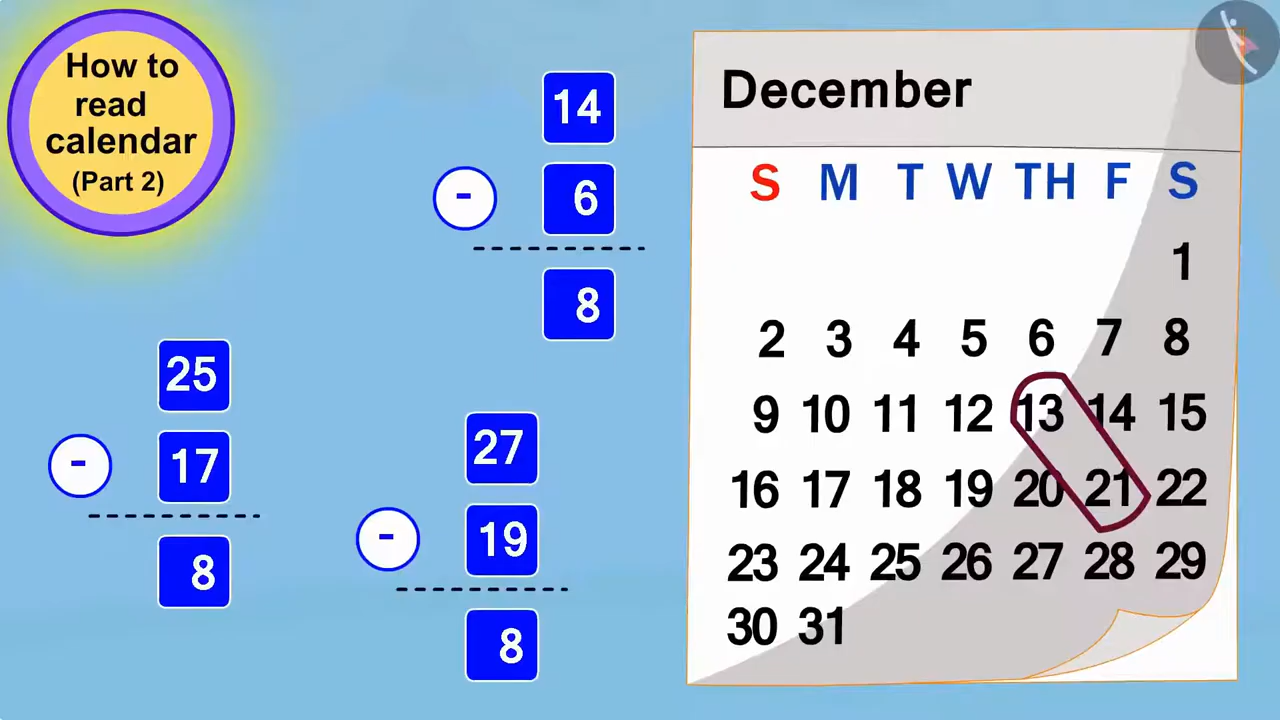 How to
read
calendar
(Part 2)
14
- 6
8
25
- 17
8
27
- 19
8
December
S M T W TH F S
1
2 3 4 5 6 7 8
9 10 11 12 13 14 15
16 17 18 19 20 21 22
23 24 25 26 27 28 29
30 31